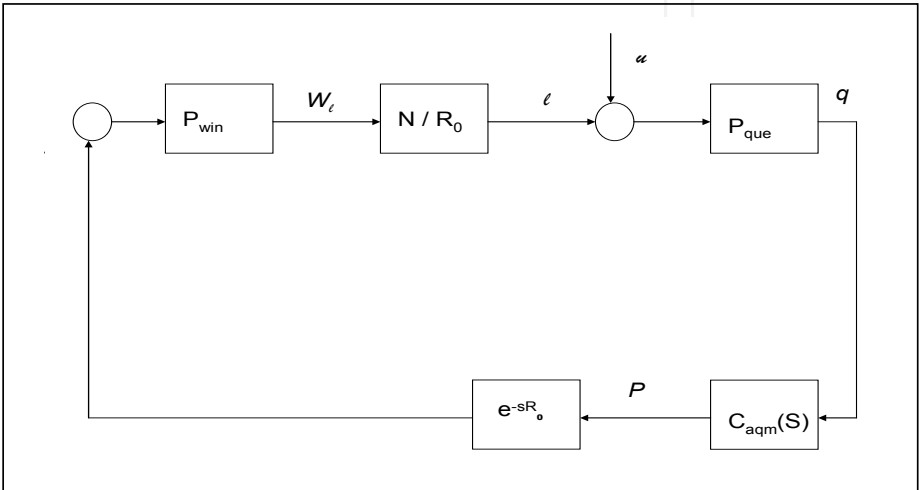 𝓊
W_ℓ
ℓ
q
P_win
N / R_0
P_que
P
e^-sR_0
C_aqm(S)